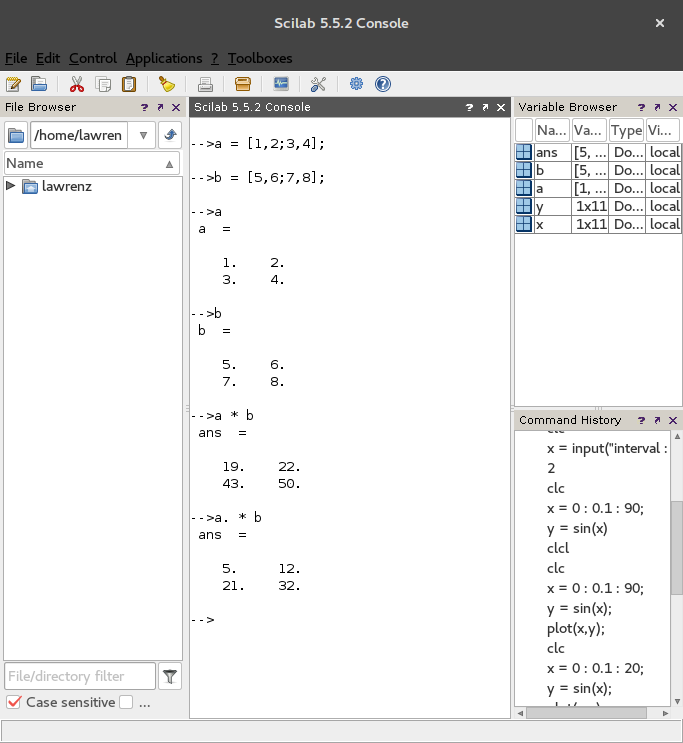 Scilab 5.5.2 Console
File Edit Control Applications ? Toolboxes
File Browser
/home/lawren
Name
lawrenz
File/directory filter
Case sensitive ...
Scilab 5.5.2 Console
-->a = [1,2;3,4];
-->b = [5,6;7,8];
-->a
a =
1. 2.
3. 4.
-->b
b =
5. 6.
7. 8.
-->a * b
ans =
19. 22.
43. 50.
-->a. * b
ans =
5. 12.
21. 32.
-->
Variable Browser
Na... Va... Type Vi...
ans [5, ... Do... local
b [5, ... Do... local
a [1, ... Do... local
y 1x11 Do... local
x 1x11 Do... local
Command History
clc
x = input("interval :
2
clc
x = 0 : 0.1 : 90;
y = sin(x)
clcl
clc
x = 0 : 0.1 : 90;
y = sin(x);
plot(x,y);
clc
x = 0 : 0.1 : 20;
y = sin(x);